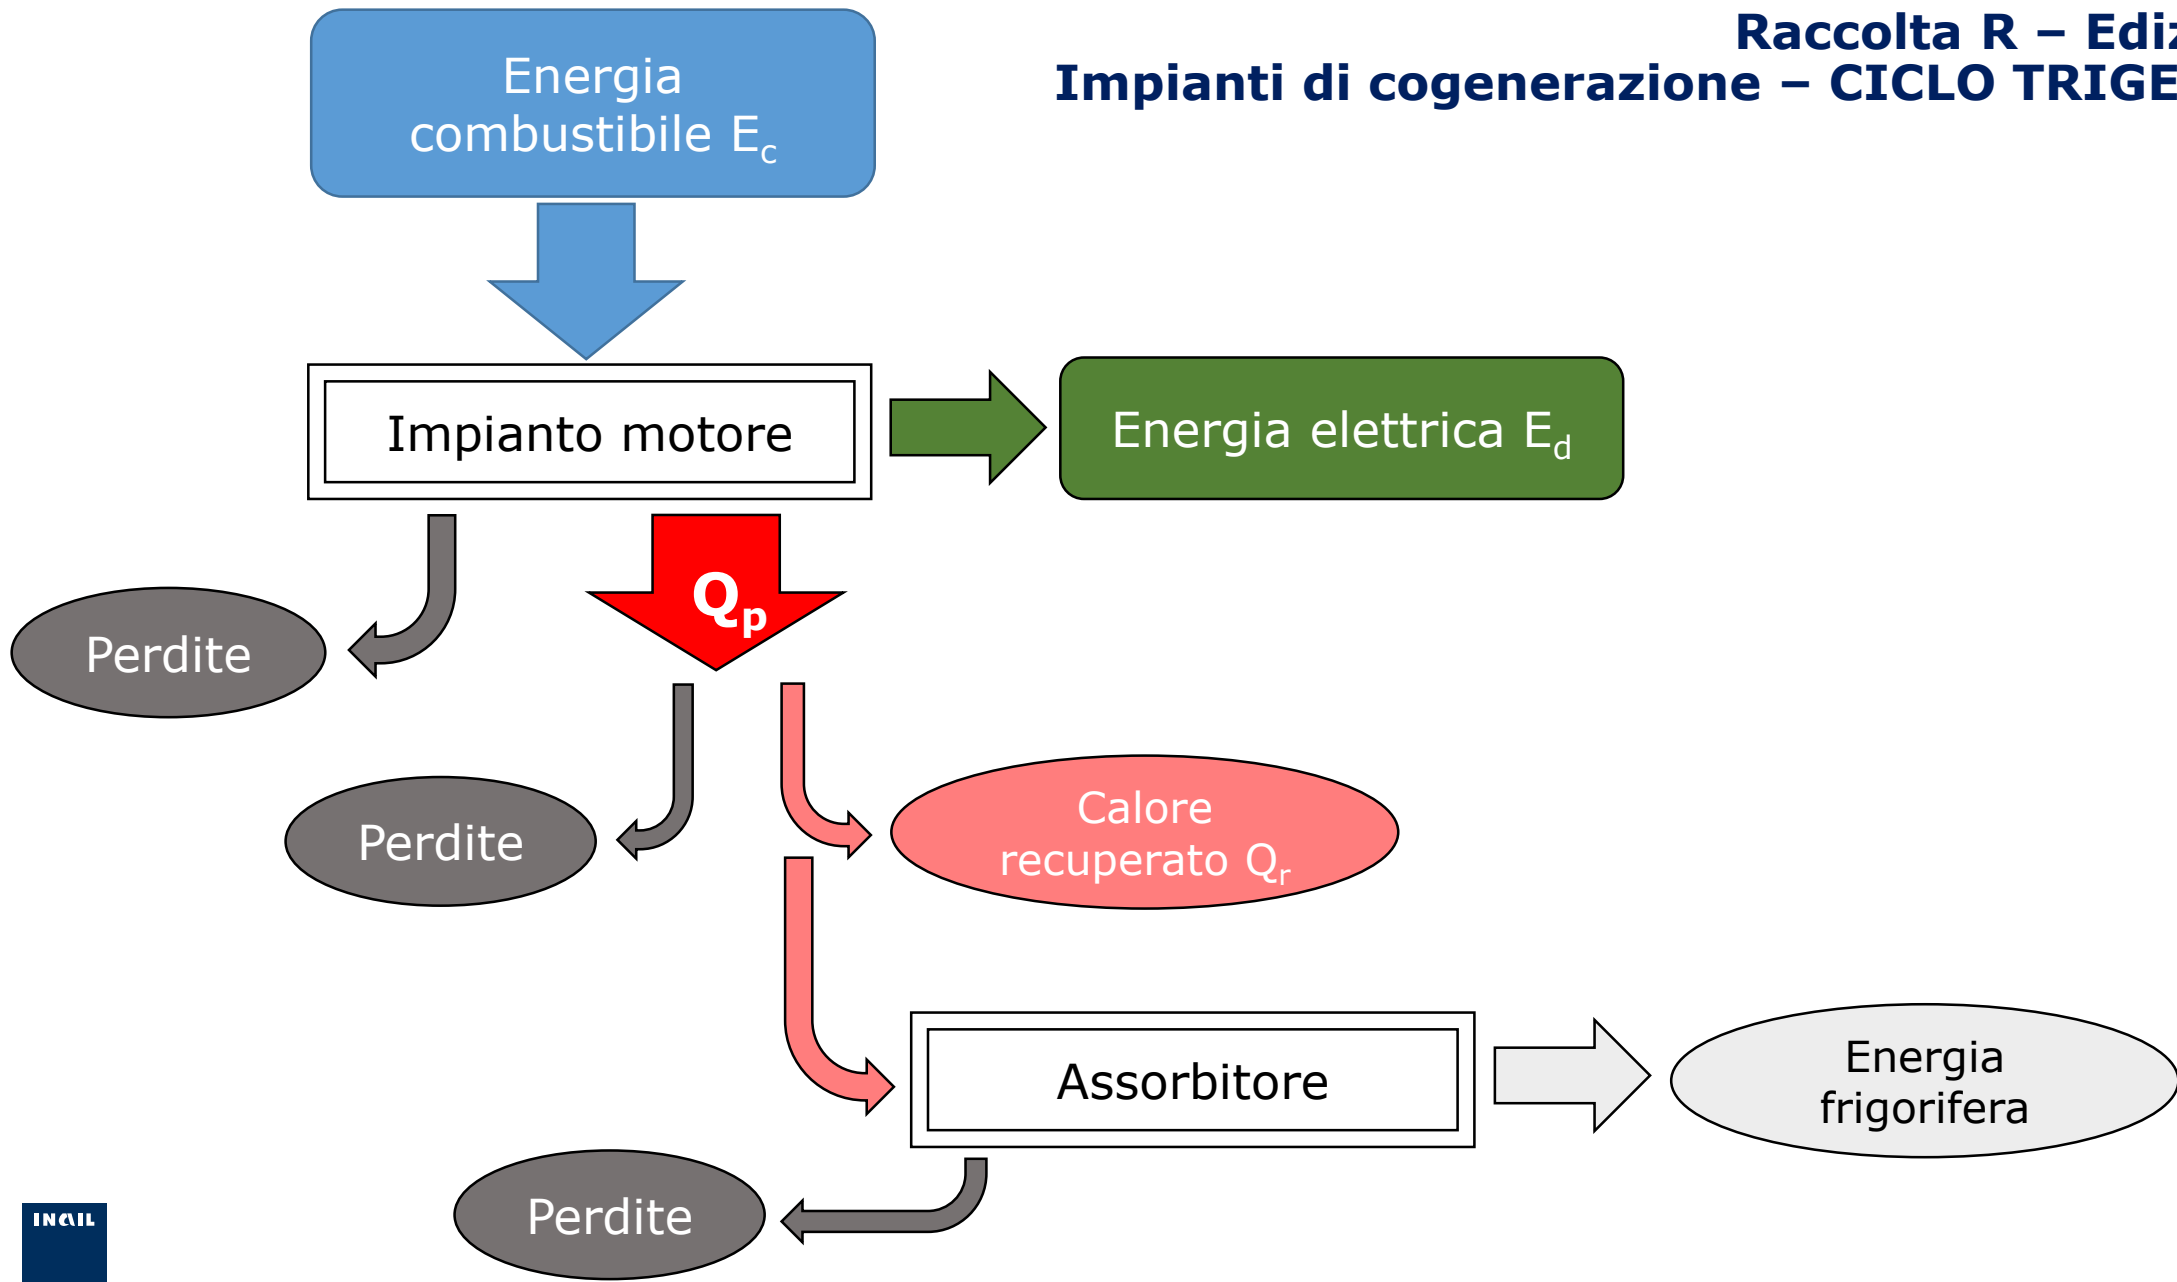 Raccolta R – Ediz
Impianti di cogenerazione – CICLO TRIGE
Energia
combustibile Ec
Impianto motore
Energia elettrica Ed
Qp
Perdite
Perdite
Calore
recuperato Qr
Assorbitore
Energia
frigorifera
Perdite
INAIL